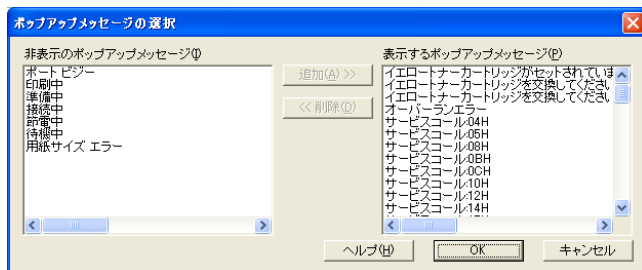 ポップアップメッセージの選択
非表示のポップアップメッセージ(I)
ポート ビジー
印刷中
準備中
接続中
節電中
待機中
用紙サイズ エラー
追加(A) >>
<< 削除(D)
表示するポップアップメッセージ(P)
イエロートナーカートリッジがセットされていま
イエロートナーカートリッジを交換してください
イエロートナーカートリッジを交換してください
オーバーランエラー
サービスコール:04H
サービスコール:05H
サービスコール:08H
サービスコール:0BH
サービスコール:0CH
サービスコール:10H
サービスコール:12H
サービスコール:14H
ヘルプ(H)
OK
キャンセル